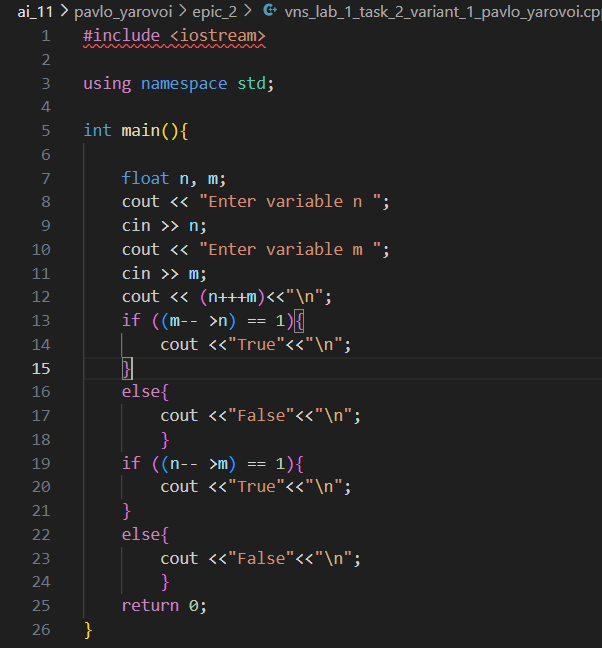 ai_11 > pavlo_yarovoi > epic_2 > vns_lab_1_task_2_variant_1_pavlo_yarovoi.cp
1 #include <iostream>
2
3 using namespace std;
4
5 int main(){
6
7     float n, m;
8     cout << "Enter variable n ";
9     cin >> n;
10     cout << "Enter variable m ";
11     cin >> m;
12     cout << (n+++m)<<"\n";
13     if ((m-- >n) == 1){
14         cout <<"True"<<"\n";
15     }
16     else{
17         cout <<"False"<<"\n";
18         }
19     if ((n-- >m) == 1){
20         cout <<"True"<<"\n";
21     }
22     else{
23         cout <<"False"<<"\n";
24         }
25     return 0;
26 }